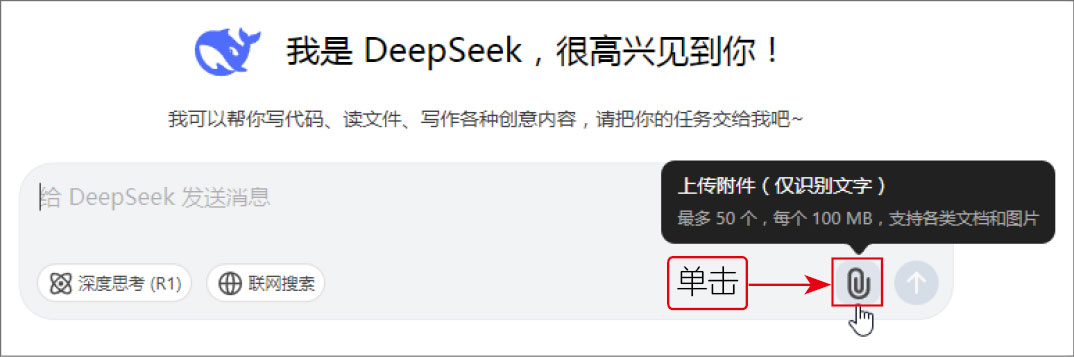 我是 DeepSeek，很高兴见到你！
我可以帮你写代码、读文件、写作各种创意内容，请把你的任务交给我吧~
给 DeepSeek 发送消息
上传附件（仅识别文字）
最多 50 个，每个 100 MB，支持各类文档和图片
深度思考 (R1)
联网搜索
单击